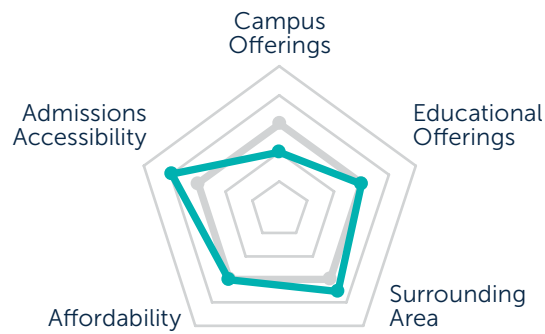 Campus
Offerings
Admissions
Accessibility
Educational
Offerings
Affordability
Surrounding
Area